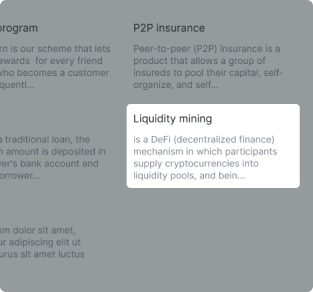 program
rn is our scheme that lets
ewards for every friend
who becomes a customer
quentl...
P2P insurance
Peer-to-peer (P2P) insurance is a
product that allows a group of
insureds to pool their capital, self-
organize, and self...
a traditional loan, the
n amount is deposited in
ver's bank account and
orrower...
Liquidity mining
is a DeFi (decentralized finance)
mechanism in which participants
supply cryptocurrencies into
liquidity pools, and bein...
um dolor sit amet,
ur adipiscing elit ut
urus sit amet luctus